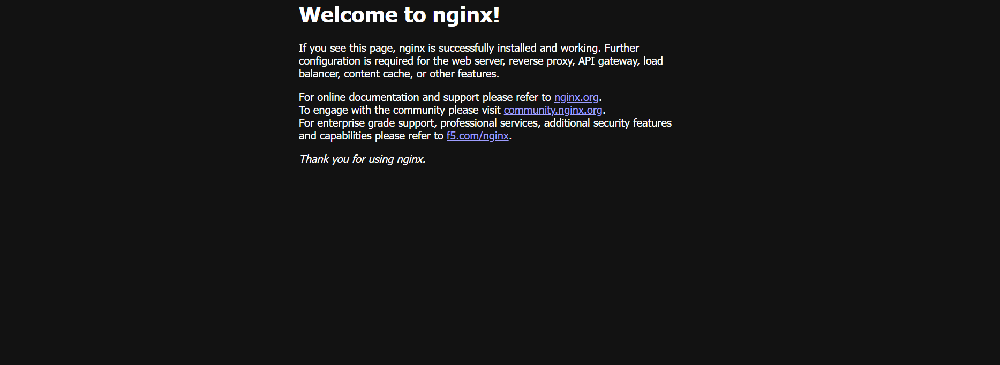 Welcome to nginx!
If you see this page, nginx is successfully installed and working. Further
configuration is required for the web server, reverse proxy, API gateway, load
balancer, content cache, or other features.
For online documentation and support please refer to nginx.org.
To engage with the community please visit community.nginx.org.
For enterprise grade support, professional services, additional security features
and capabilities please refer to f5.com/nginx.
Thank you for using nginx.